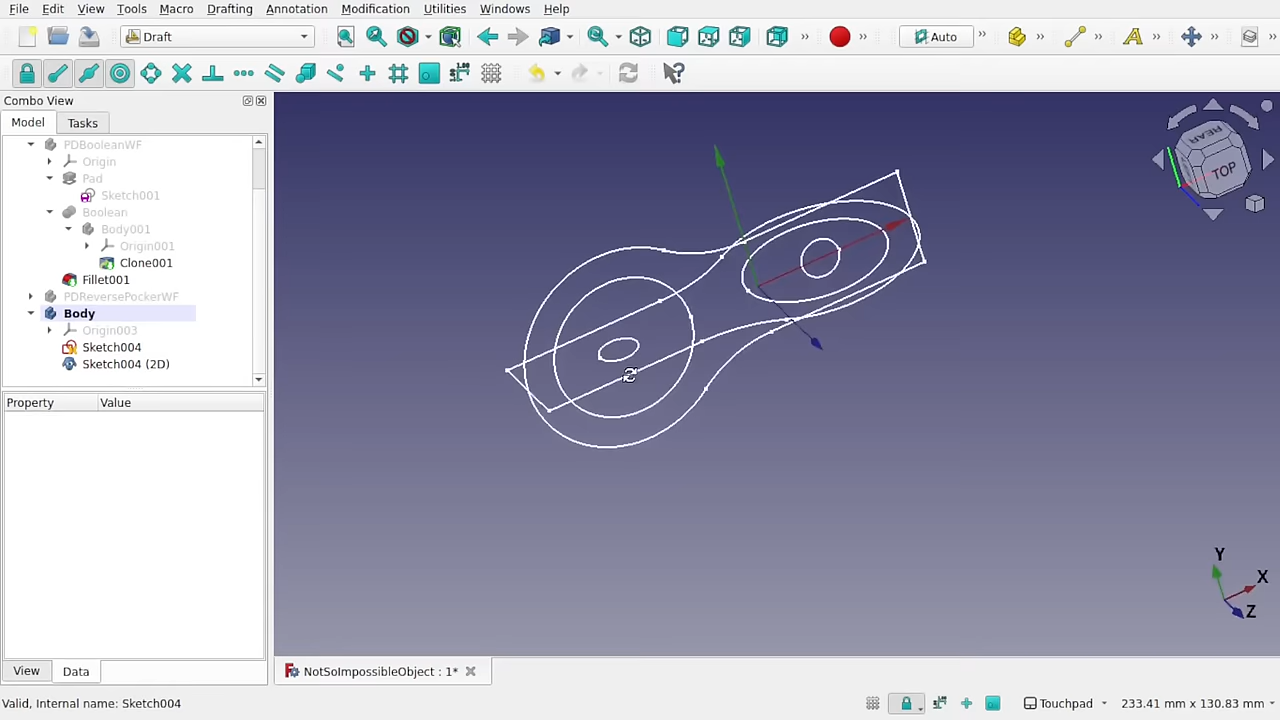 File Edit View Tools Macro Drafting Annotation Modification Utilities Windows Help
Draft
Auto
Combo View
Model Tasks
PDBooleanWF
Origin
Pad
Sketch001
Boolean
Body001
Origin001
Clone001
Fillet001
PDReversePockerWF
Body
Origin003
Sketch004
Sketch004 (2D)
Property Value
REAR
TOP
Y
X
Z
View Data
NotSoImpossibleObject : 1*
Valid, Internal name: Sketch004
Touchpad
233.41 mm x 130.83 mm